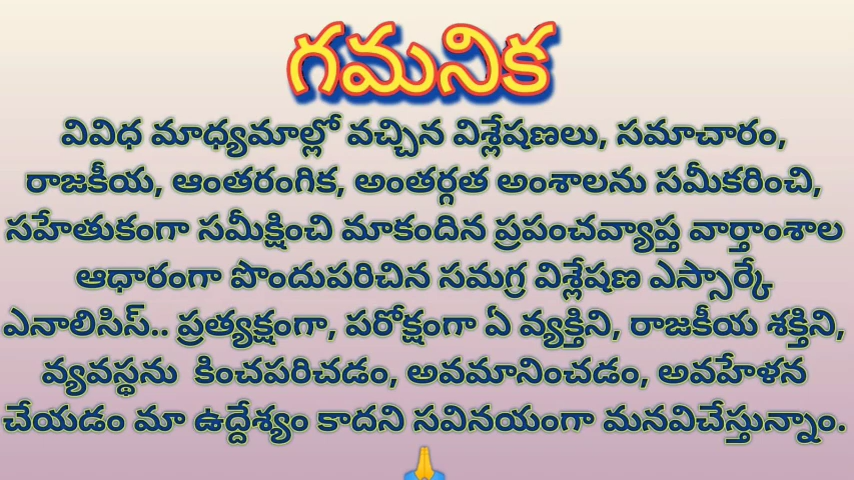 గమనిక
వివిధ మాధ్యమాల్లో వచ్చిన విశ్లేషణలు, సమాచారం,
రాజకీయ, ఆంతరంగిక, అంతర్గత అంశాలను సమీకరించి,
సహేతుకంగా సమీక్షించి మాకందిన ప్రపంచవ్యాప్త వార్తాంశాల
ఆధారంగా పొందుపరిచిన సమగ్ర విశ్లేషణ ఎస్సార్కే
ఎనాలిసిస్.. ప్రత్యక్షంగా, పరోక్షంగా ఏ వ్యక్తిని, రాజకీయ శక్తిని,
వ్యవస్థను కించపరిచడం, అవమానించడం, అవహేళన
చేయడం మా ఉద్దేశ్యం కాదని సవినయంగా మనవిచేస్తున్నాం.
🙏